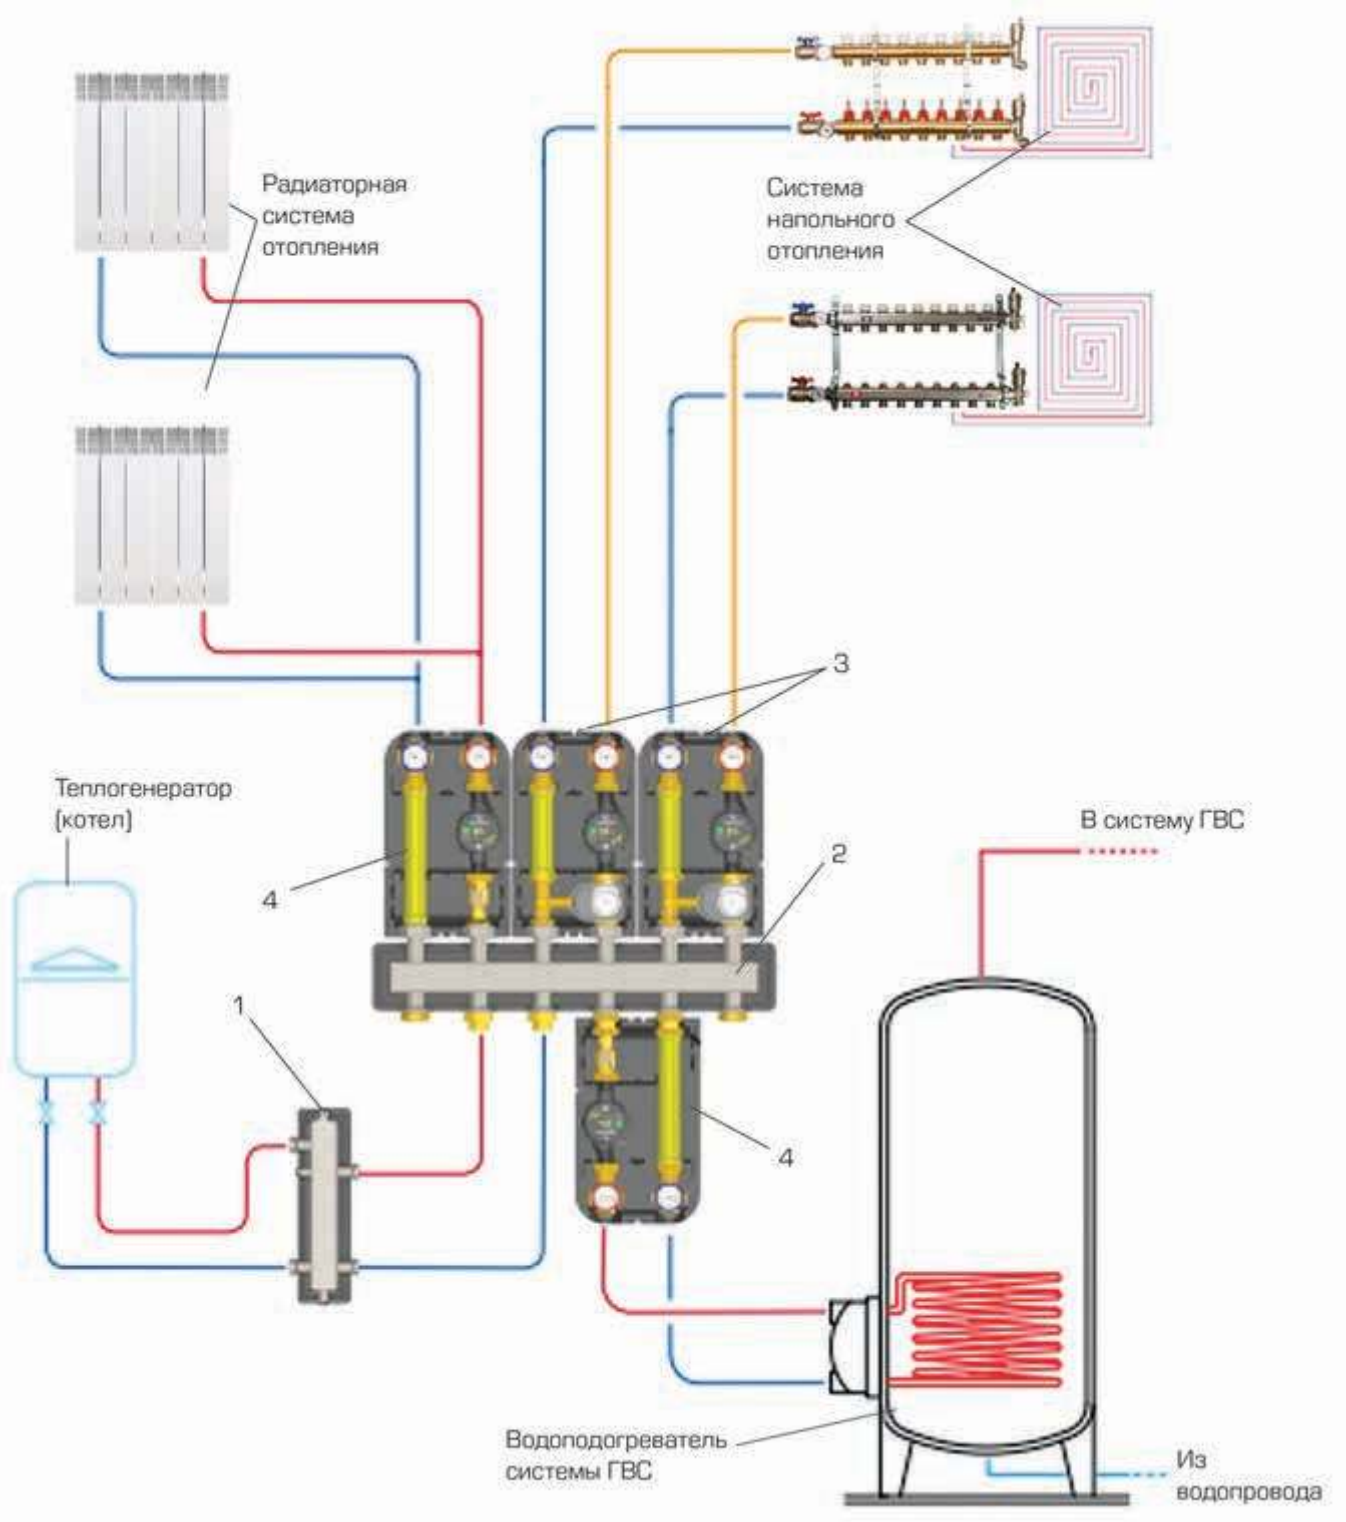 Радиаторная
система
отопления
Система
напольного
отопления
3
Теплогенератор
(котел)
4
2
В систему ГВС
1
4
Водоподогреватель
системы ГВС
Из
водопровода